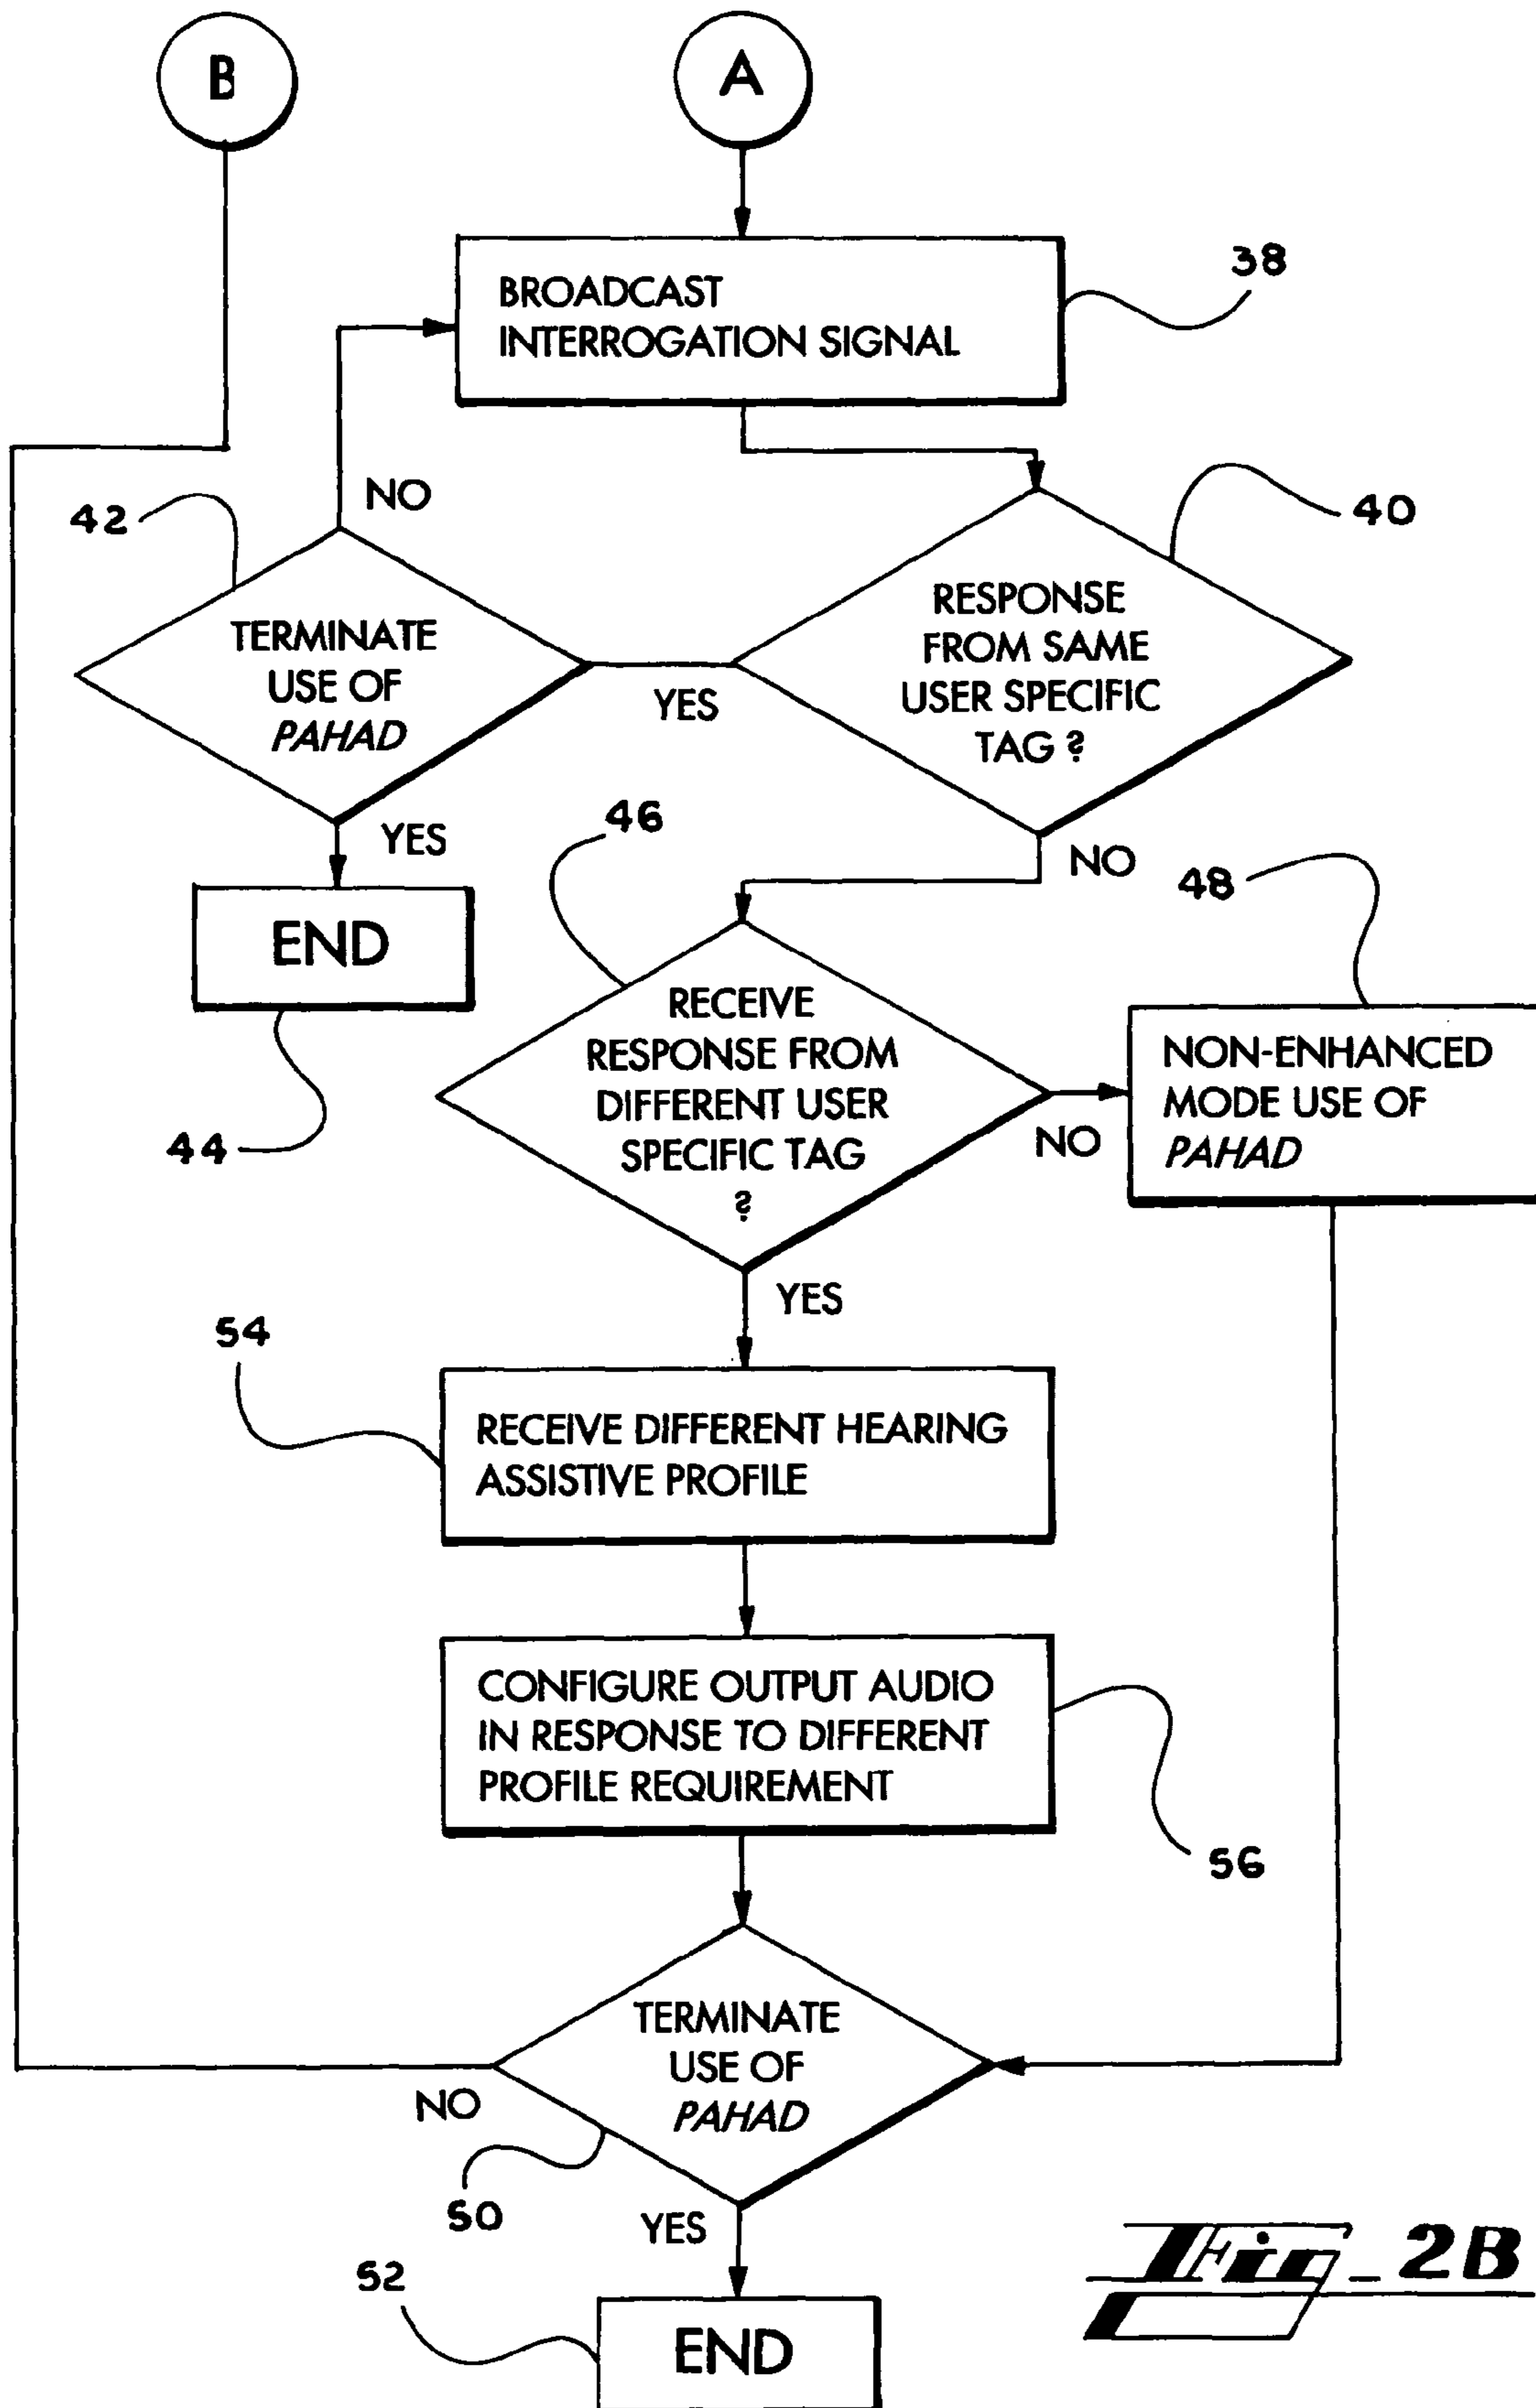 B
A
BROADCAST
INTERROGATION SIGNAL
38
NO
42
40
TERMINATE
USE OF
PAHAD
YES
RESPONSE
FROM SAME
USER SPECIFIC
TAG ?
YES
46
NO
48
END
44
RECEIVE
RESPONSE FROM
DIFFERENT USER
SPECIFIC TAG
?
NO
NON-ENHANCED
MODE USE OF
PAHAD
YES
54
RECEIVE DIFFERENT HEARING
ASSISTIVE PROFILE
CONFIGURE OUTPUT AUDIO
IN RESPONSE TO DIFFERENT
PROFILE REQUIREMENT
56
TERMINATE
USE OF
PAHAD
NO
50
YES
52
END
Fig_2B